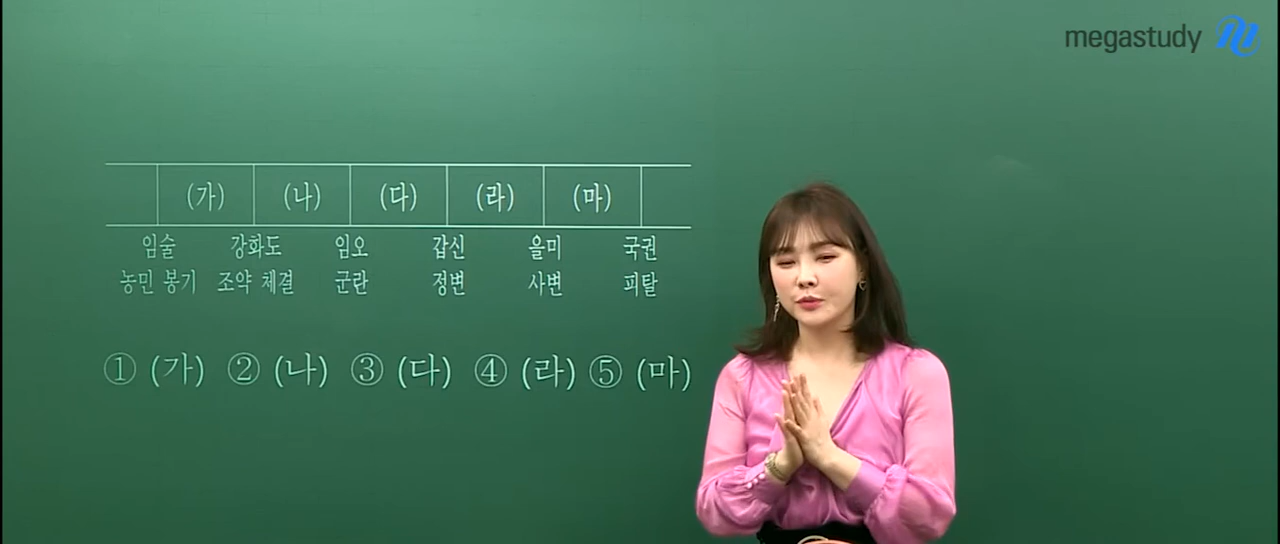 megastudy
(가) (나) (다) (라) (마)
임술 강화도 임오 갑신 을미 국권
농민 봉기 조약 체결 군란 정변 사변 피탈
① (가) ② (나) ③ (다) ④ (라) ⑤ (마)